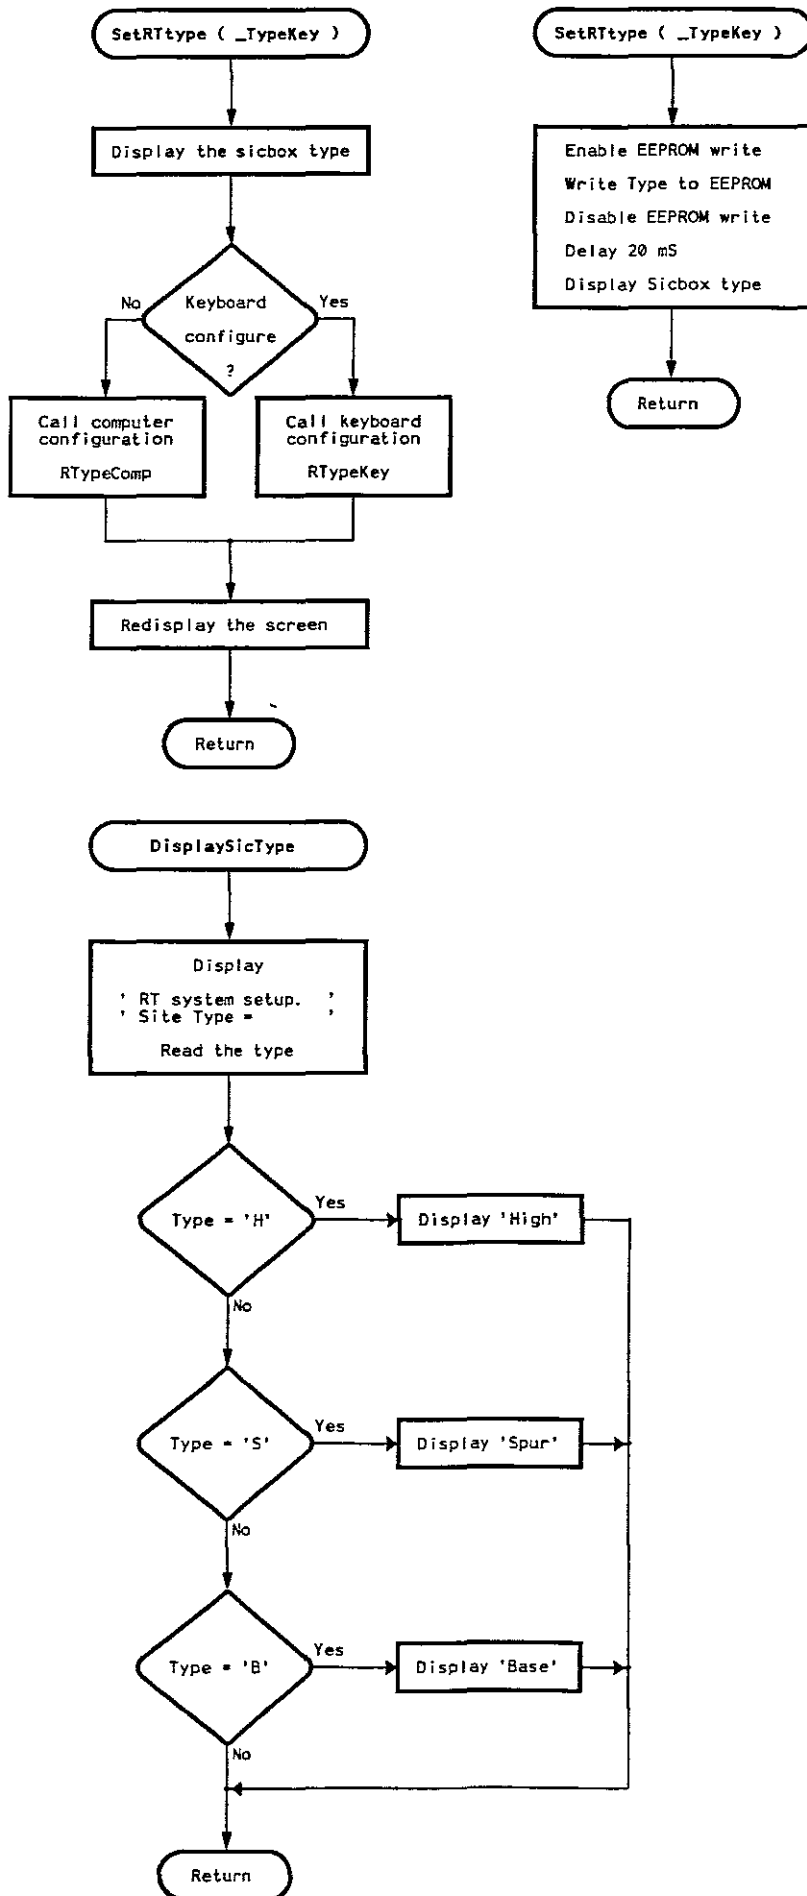 SetRTtype ( _TypeKey )
Display the sicbox type
Keyboard
configure
?
No
Yes
Call computer
configuration
RTypeComp
Call keyboard
configuration
RTypeKey
Redisplay the screen
Return
SetRTtype ( _TypeKey )
Enable EEPROM write
Write Type to EEPROM
Disable EEPROM write
Delay 20 mS
Display Sicbox type
Return
DisplaySicType
Display
' RT system setup. '
' Site Type = '
Read the type
Type = 'H'
Yes
Display 'High'
No
Type = 'S'
Yes
Display 'Spur'
No
Type = 'B'
Yes
Display 'Base'
No
Return